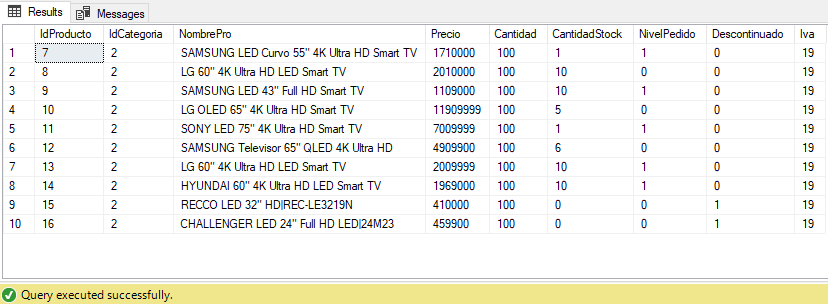 Results Messages
IdProducto IdCategoria NombrePro Precio Cantidad CantidadStock NivelPedido Descontinuado Iva
1 7 2 SAMSUNG LED Curvo 55" 4K Ultra HD Smart TV 1710000 100 1 1 0 19
2 8 2 LG 60" 4K Ultra HD LED Smart TV 2010000 100 10 0 0 19
3 9 2 SAMSUNG LED 43" Full HD Smart TV 1109000 100 10 1 0 19
4 10 2 LG OLED 65" 4K Ultra HD Smart TV 11909999 100 5 0 0 19
5 11 2 SONY LED 75" 4K Ultra HD Smart TV 7009999 100 1 1 0 19
6 12 2 SAMSUNG Televisor 65" QLED 4K Ultra HD 4909900 100 6 0 0 19
7 13 2 LG 60" 4K Ultra HD LED Smart TV 2009999 100 10 1 0 19
8 14 2 HYUNDAI 60" 4K Ultra HD LED Smart TV 1969000 100 10 1 0 19
9 15 2 RECCO LED 32" HD|REC-LE3219N 410000 100 0 0 1 19
10 16 2 CHALLENGER LED 24" Full HD LED|24M23 459900 100 0 0 1 19
Query executed successfully.